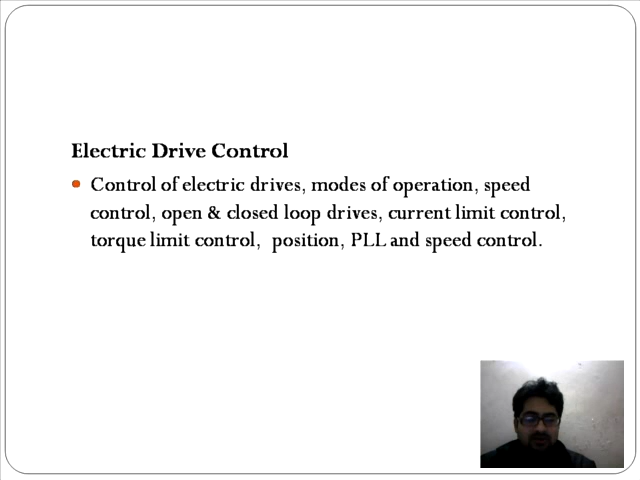 Electric Drive Control
Control of electric drives, modes of operation, speed
control, open & closed loop drives, current limit control,
torque limit control,  position, PLL and speed control.